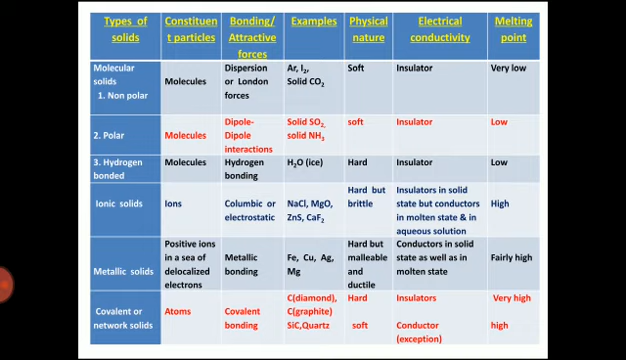 Types of solids
Constituen t particles
Bonding/ Attractive forces
Examples
Physical nature
Electrical conductivity
Melting point
Molecular solids
1. Non polar
Molecules
Dispersion or London forces
Ar, I₂, Solid CO₂
Soft
Insulator
Very low
2. Polar
Molecules
Dipole-Dipole interactions
Solid SO₂, solid NH₃
soft
Insulator
Low
3. Hydrogen bonded
Molecules
Hydrogen bonding
H₂O (ice)
Hard
Insulator
Low
Ionic solids
Ions
Columbic or electrostatic
NaCl, MgO, ZnS, CaF₂
Hard but brittle
Insulators in solid state but conductors in molten state & in aqueous solution
High
Metallic solids
Positive ions in a sea of delocalized electrons
Metallic bonding
Fe, Cu, Ag, Mg
Hard but malleable and ductile
Conductors in solid state as well as in molten state
Fairly high
Covalent or network solids
Atoms
Covalent bonding
C(diamond), C(graphite) SiC,Quartz
Hard
soft
Insulators
Conductor (exception)
Very high
high